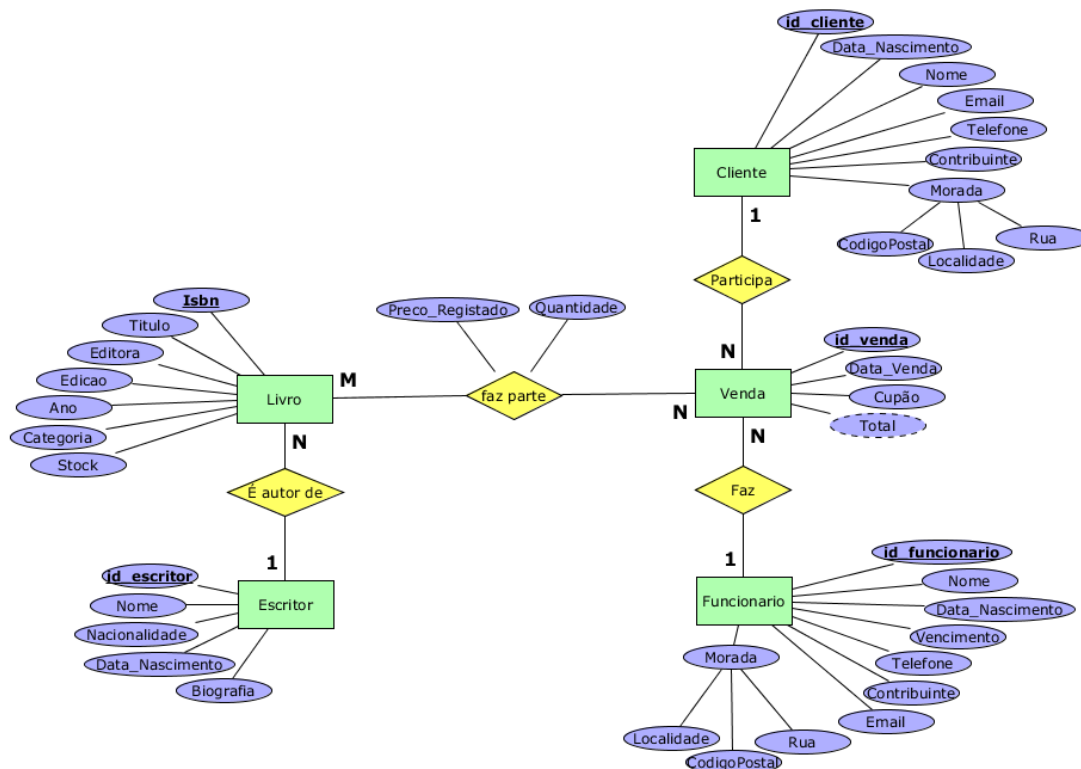 id_cliente
Data_Nascimento
Nome
Email
Telefone
Contribuinte
Cliente
Morada
1
CodigoPostal
Localidade
Rua
Participa
Isbn
Titulo
Editora
Edicao
Ano
Categoria
Stock
Livro
M
Preco_Registado
Quantidade
faz parte
N
N
id_venda
Data_Venda
Cupão
Total
Venda
N
N
É autor de
1
Faz
1
id_escritor
Nome
Nacionalidade
Data_Nascimento
Biografia
Escritor
id_funcionario
Nome
Data_Nascimento
Vencimento
Telefone
Contribuinte
Email
Funcionario
Morada
Localidade
CodigoPostal
Rua